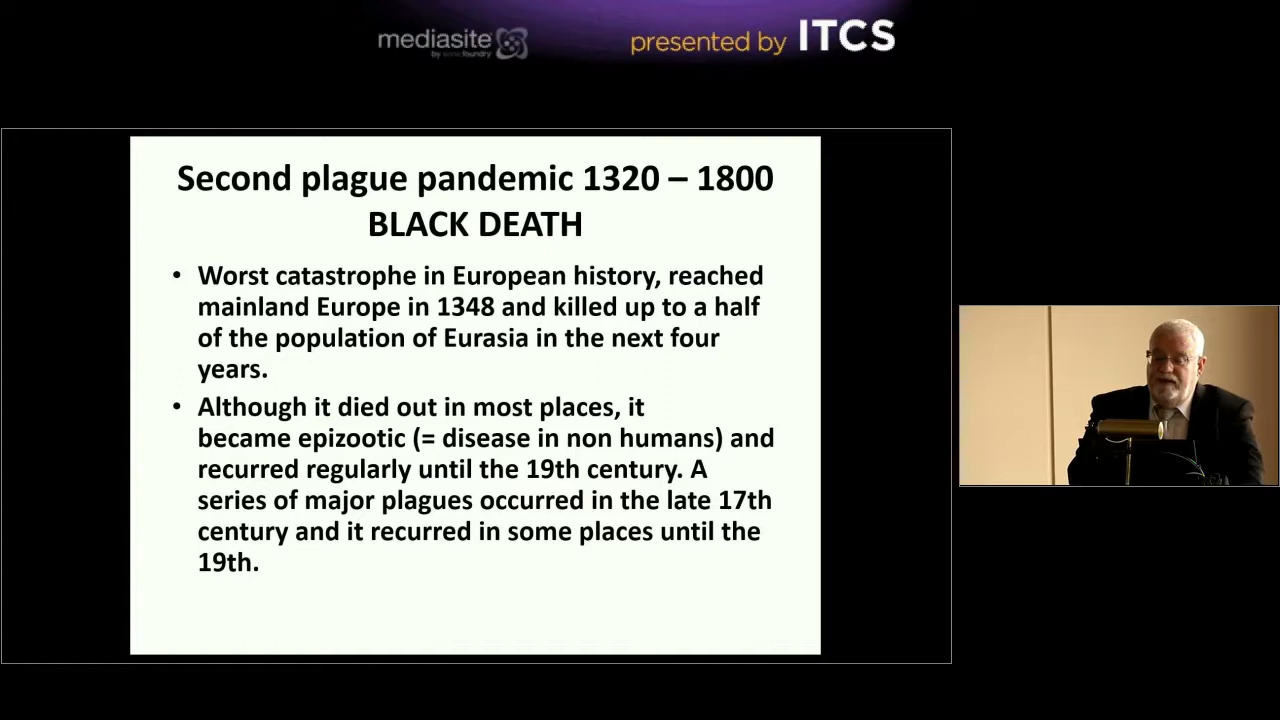 mediasite
by sonicfoundry
presented by ITCS
Second plague pandemic 1320 – 1800
BLACK DEATH
• Worst catastrophe in European history, reached
mainland Europe in 1348 and killed up to a half
of the population of Eurasia in the next four
years.
• Although it died out in most places, it
became epizootic (= disease in non humans) and
recurred regularly until the 19th century. A
series of major plagues occurred in the late 17th
century and it recurred in some places until the
19th.